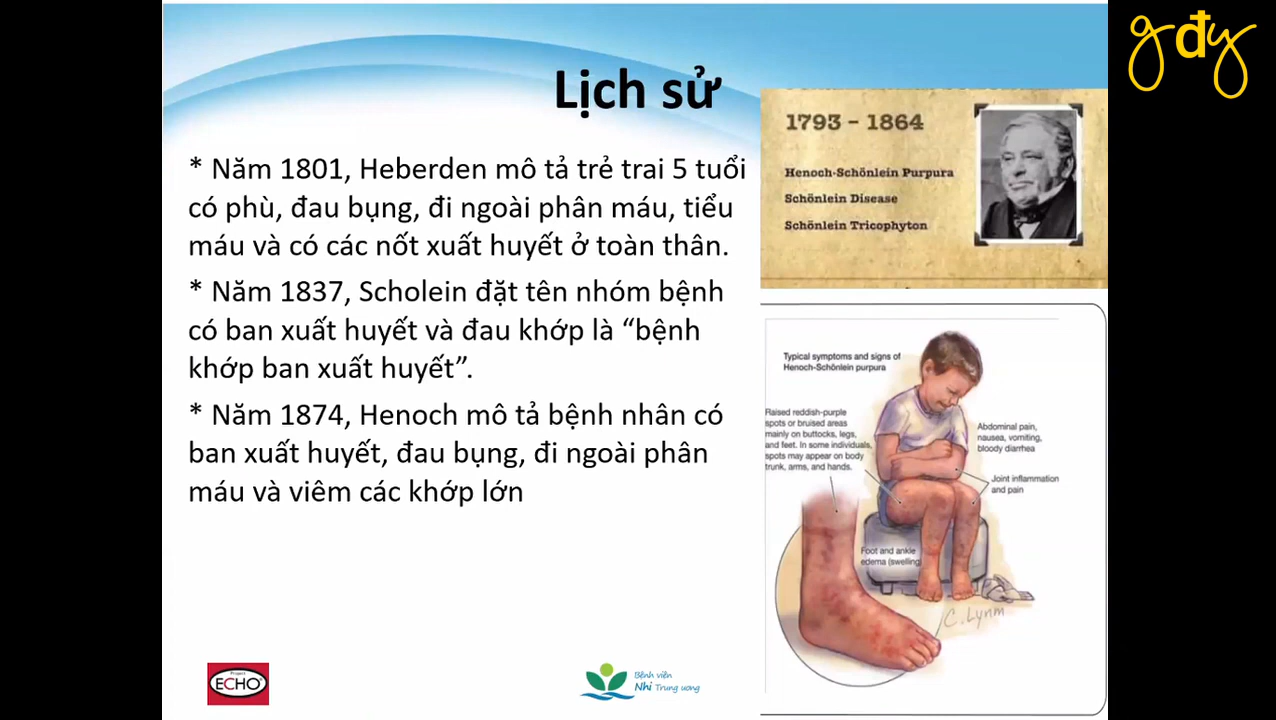 gđy
Lịch sử
* Năm 1801, Heberden mô tả trẻ trai 5 tuổi
có phù, đau bụng, đi ngoài phân máu, tiểu
máu và có các nốt xuất huyết ở toàn thân.
* Năm 1837, Scholein đặt tên nhóm bệnh
có ban xuất huyết và đau khớp là “bệnh
khớp ban xuất huyết”.
* Năm 1874, Henoch mô tả bệnh nhân có
ban xuất huyết, đau bụng, đi ngoài phân
máu và viêm các khớp lớn
1793 – 1864
Henoch-Schönlein Purpura
Schönlein Disease
Schönlein Tricophyton
Typical symptoms and signs of
Henoch-Schönlein purpura
Raised reddish-purple
spots or bruised areas
mainly on buttocks, legs,
and feet. In some individuals,
spots may appear on body
trunk, arms, and hands.
Abdominal pain,
nausea, vomiting,
bloody diarrhea
Joint inflammation
and pain
Foot and ankle
edema (swelling)
C. Lynm
Project
ECHO
Bệnh viện
Nhi Trung ương